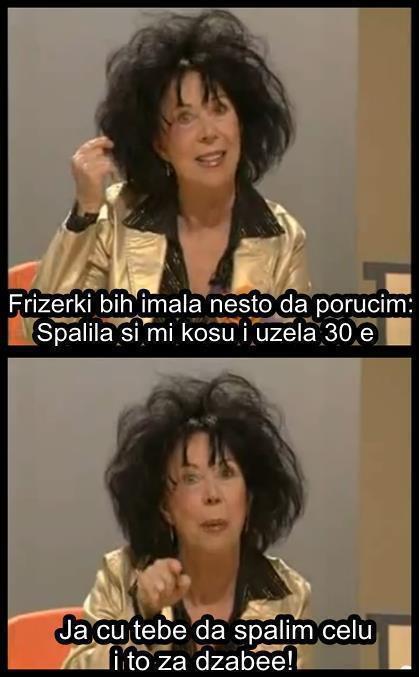 Frizerki bih imala nesto da porucim:
Spalila si mi kosu i uzela 30 e
Ja cu tebe da spalim celu
i to za dzabee!